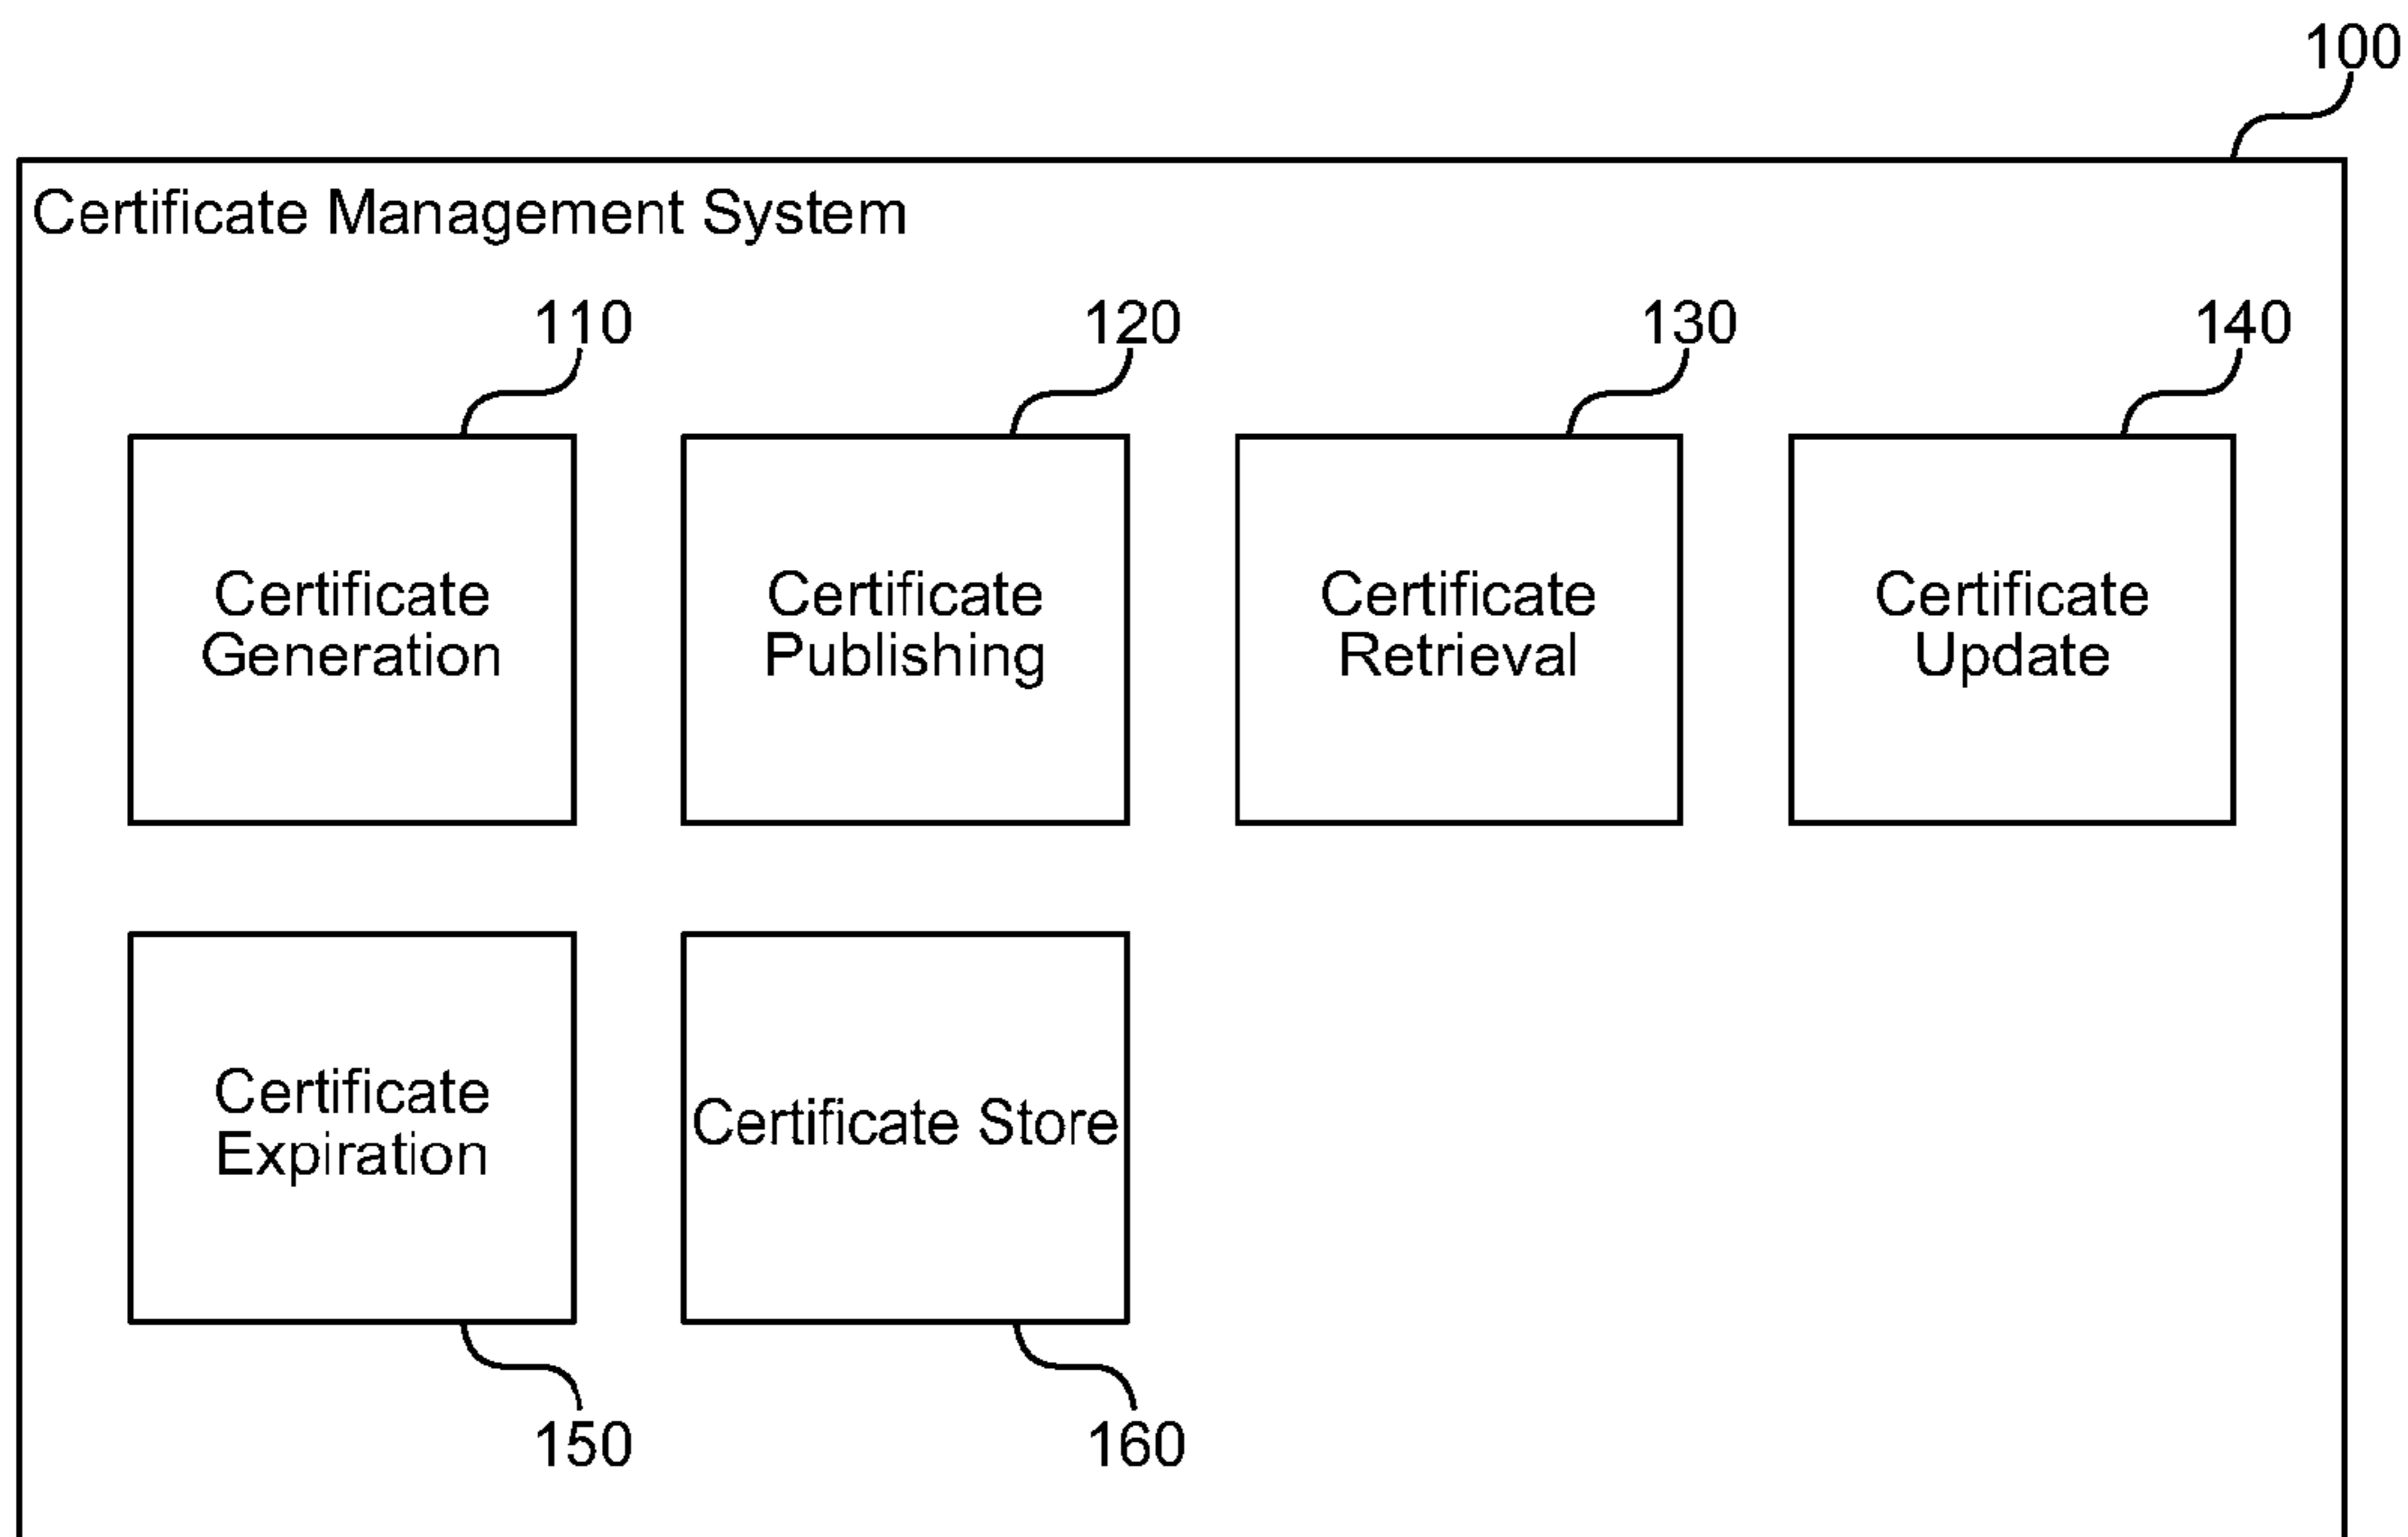 100
Certificate Management System
110
120
130
140
Certificate
Generation
Certificate
Publishing
Certificate
Retrieval
Certificate
Update
Certificate
Expiration
Certificate Store
150
160